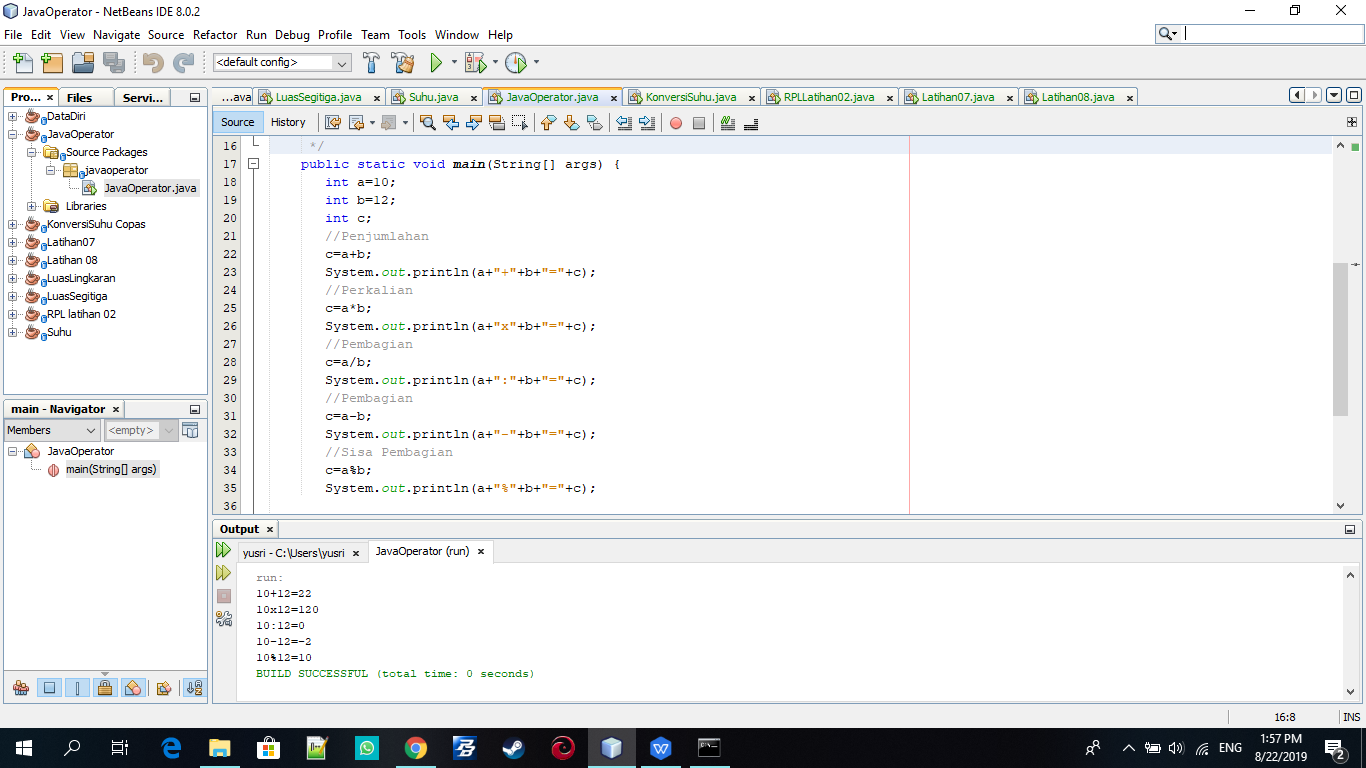 JavaOperator - NetBeans IDE 8.0.2
File Edit View Navigate Source Refactor Run Debug Profile Team Tools Window Help
<default config>
Pro... Files Servi...
DataDiri
JavaOperator
Source Packages
javaoperator
JavaOperator.java
Libraries
KonversiSuhu Copas
Latihan07
Latihan 08
LuasLingkaran
LuasSegitiga
RPL latihan 02
Suhu
main - Navigator
Members <empty>
JavaOperator
main(String[] args)
...ava LuasSegitiga.java Suhu.java JavaOperator.java KonversiSuhu.java RPLLatihan02.java Latihan07.java Latihan08.java
Source History
16 */
17 public static void main(String[] args) {
18 int a=10;
19 int b=12;
20 int c;
21 //Penjumlahan
22 c=a+b;
23 System.out.println(a+"+"+b+"="+c);
24 //Perkalian
25 c=a*b;
26 System.out.println(a+"x"+b+"="+c);
27 //Pembagian
28 c=a/b;
29 System.out.println(a+":"+b+"="+c);
30 //Pembagian
31 c=a-b;
32 System.out.println(a+"-"+b+"="+c);
33 //Sisa Pembagian
34 c=a%b;
35 System.out.println(a+"%"+b+"="+c);
36
Output
yusri - C:\Users\yusri JavaOperator (run)
run:
10+12=22
10x12=120
10:12=0
10-12=-2
10%12=10
BUILD SUCCESSFUL (total time: 0 seconds)
16:8 INS
ENG
1:57 PM
8/22/2019
2